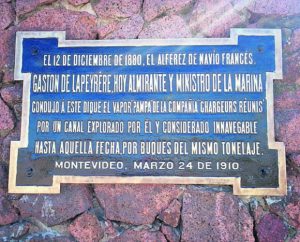 EL 12 DE DICIEMBRE DE 1880, EL ALFEREZ DE NAVIO FRANCES,
GASTON DE LAPEYRÉRE, HOY ALMIRANTE Y MINISTRO DE LA MARINA
CONDUJO A ESTE DIQUE EL VAPOR "PAMPA" DE LA COMPAÑIA CHARGEURS REUNIS
POR UN CANAL EXPLORADO POR ÉL Y CONSIDERADO INNAVEGABLE
HASTA AQUELLA FECHA POR BUQUES DEL MISMO TONELAJE.
MONTEVIDEO, MARZO 24 DE 1910